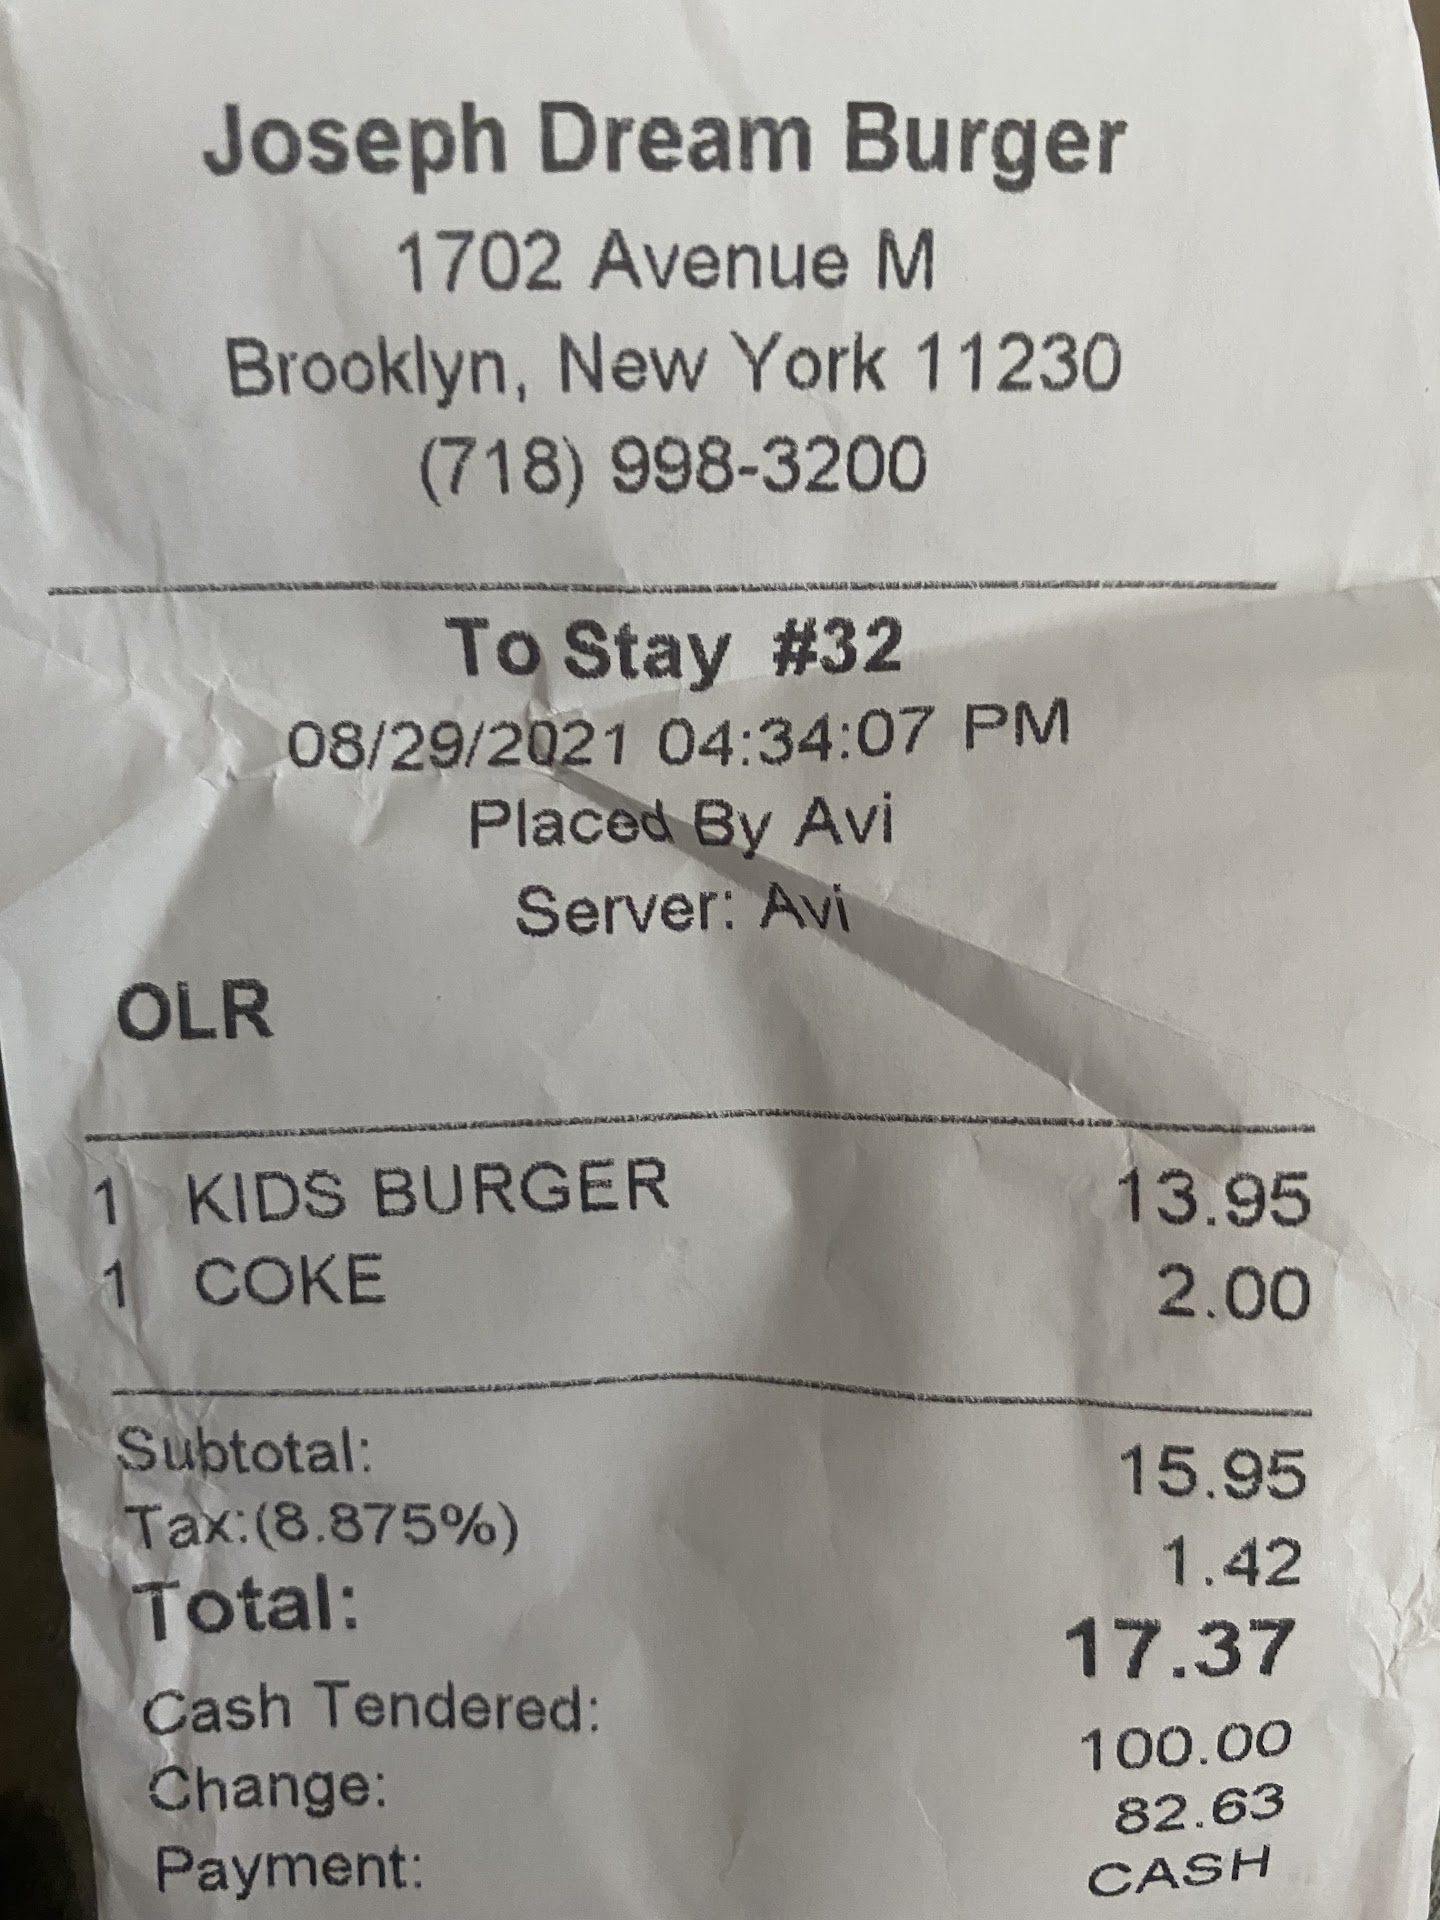 Joseph Dream Burger
1702 Avenue M
Brooklyn, New York 11230
(718) 998-3200
To Stay #32
08/29/2021 04:34:07 PM
Placed By Avi
Server: Avi
OLR
1 KIDS BURGER 13.95
1 COKE 2.00
Subtotal: 15.95
Tax:(8.875%) 1.42
Total: 17.37
Cash Tendered: 100.00
Change: 82.63
Payment: CASH